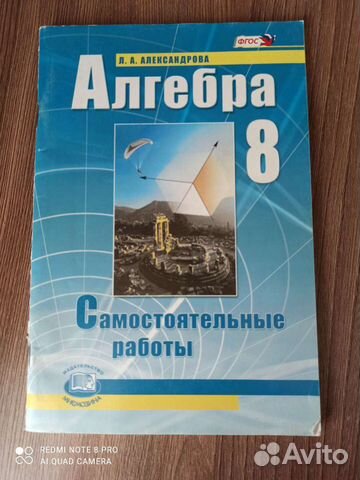 ФГОС
Л. А. АЛЕКСАНДРОВА
Алгебра
8
Самостоятельные
работы
ИЗДАТЕЛЬСТВО
МНЕМОЗИНА
REDMI NOTE 8 PRO
AI QUAD CAMERA
Avito